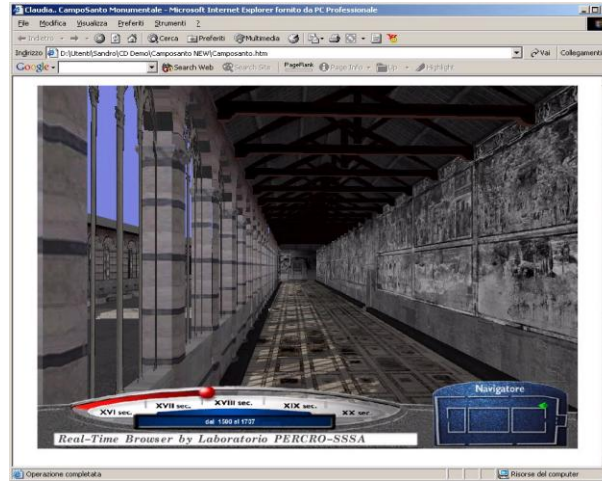 Claudia.. CampoSanto Monumentale - Microsoft Internet Explorer fornito da PC Professionale
File Modifica Visualizza Preferiti Strumenti ?
Indietro Cerca Preferiti Multimedia
Indirizzo D:\Utenti\Sandro\CD Demo\Camposanto NEW\Camposanto.htm Vai Collegamenti
Google Search Web Search Site PageRank Page Info Up Highlight
XVI sec. XVII sec. XVIII sec. XIX sec. XX sec
dal 1590 al 1707
Navigatore
Real-Time Browser by Laboratorio PERCRO-SSSA
Operazione completata Risorse del computer